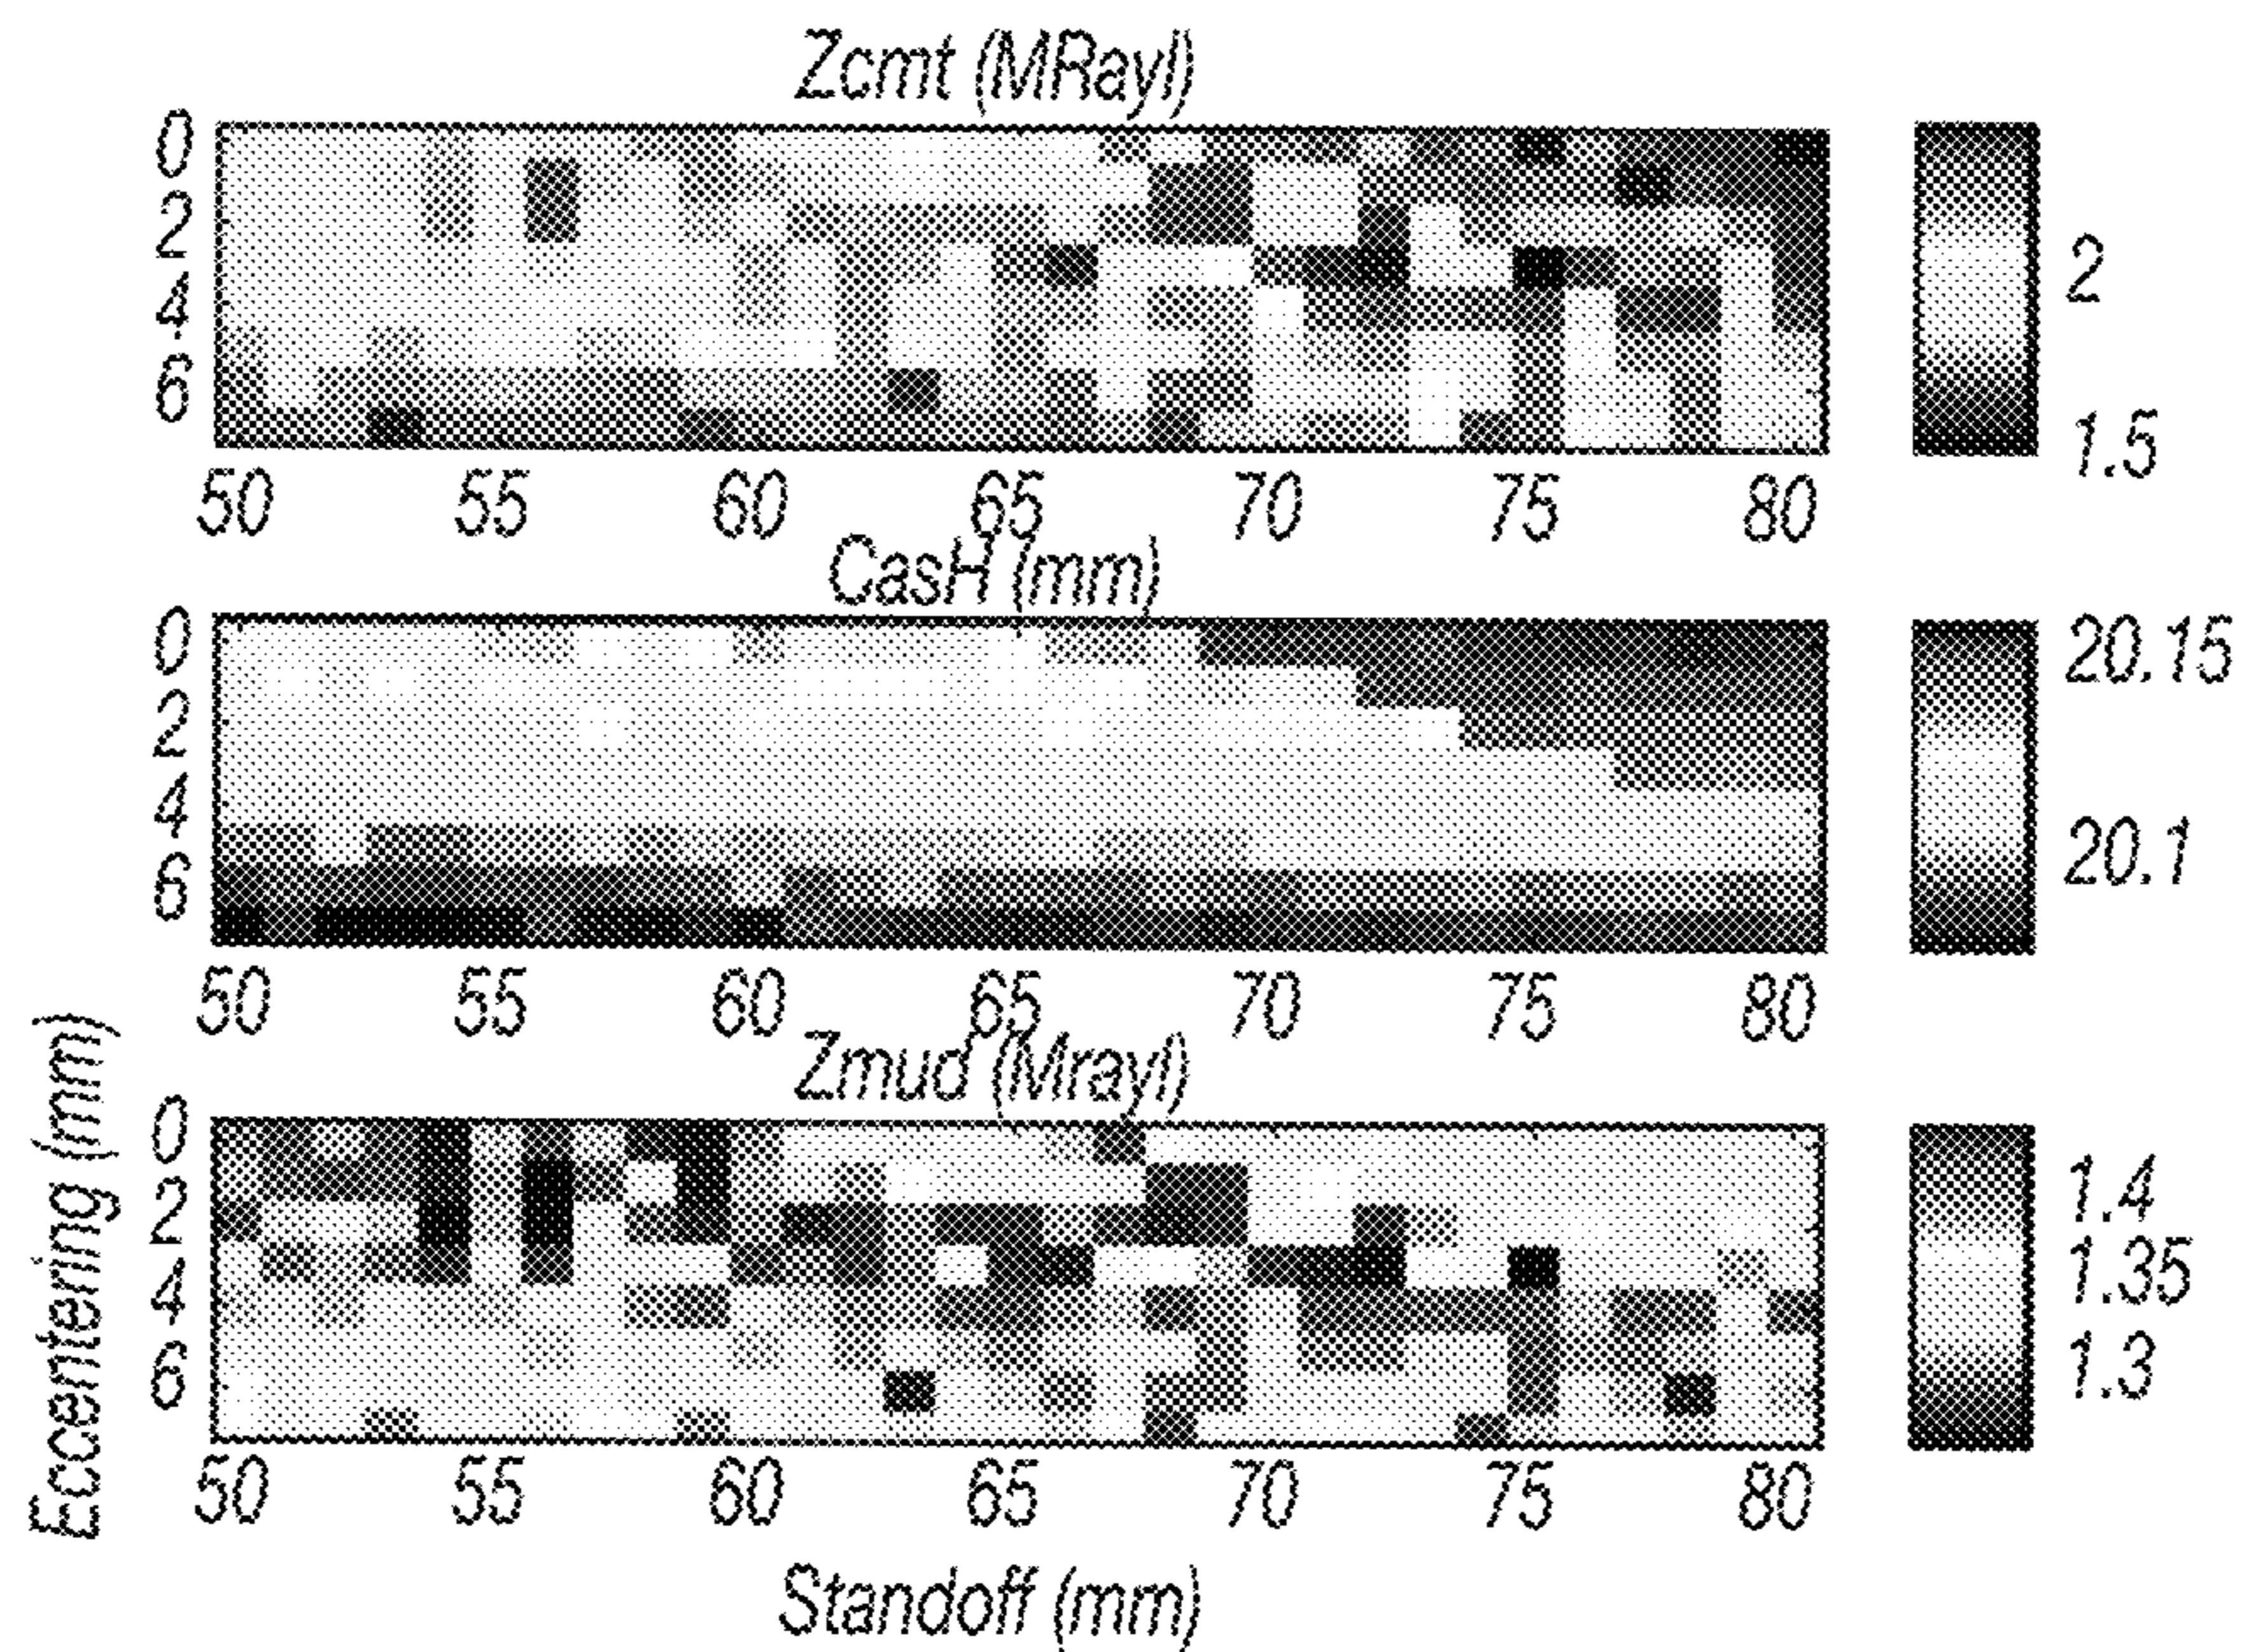 Zcmt (MRayl)
0
2
4
6
2
1.5
50 55 60 65 70 75 80
CasH (mm)
0
2
4
6
20.15
20.1
50 55 60 65 70 75 80
Zmud (Mrayl)
0
2
4
6
1.4
1.35
1.3
50 55 60 65 70 75 80
Eccentering (mm)
Standoff (mm)